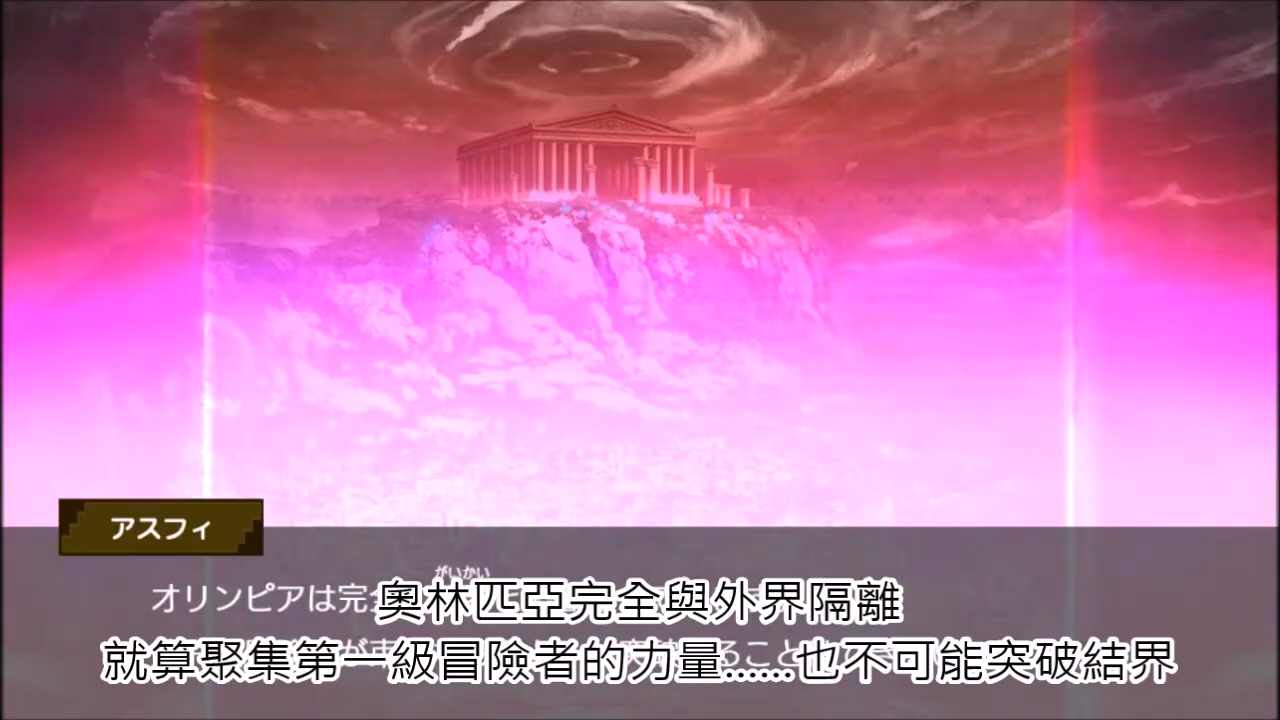 アスフィ
がいかい
オリンピアは完全
奧林匹亞完全與外界隔離
就算聚集第一級冒險者的力量......也不可能突破結界